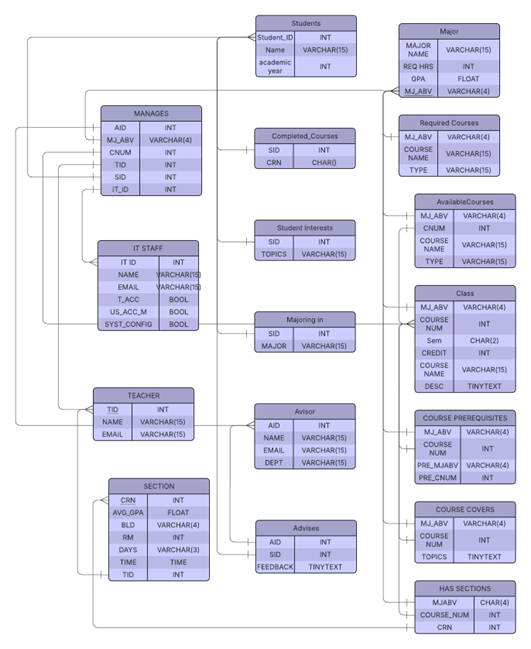 Students
Student_ID INT
Name VARCHAR(15)
academic year INT
Major
MAJOR NAME VARCHAR(15)
REQ HRS INT
GPA FLOAT
MJ_ABV VARCHAR(4)
MANAGES
AID INT
MJ_ABV VARCHAR(4)
CNUM INT
TID INT
SID INT
IT_ID INT
Completed_Courses
SID INT
CRN CHAR()
Required Courses
MJ_ABV VARCHAR(4)
COURSE NAME VARCHAR(15)
TYPE VARCHAR(15)
Student Interests
SID INT
TOPICS VARCHAR(15)
AvailableCourses
MJ_ABV VARCHAR(4)
CNUM INT
COURSE NAME VARCHAR(15)
TYPE VARCHAR(15)
IT STAFF
IT ID INT
NAME VARCHAR(15)
EMAIL VARCHAR(15)
T_ACC BOOL
US_ACC_M BOOL
SYST_CONFIG BOOL
Majoring in
SID INT
MAJOR VARCHAR(15)
Class
MJ_ABV VARCHAR(4)
COURSE NUM INT
Sem CHAR(2)
CREDIT INT
COURSE NAME VARCHAR(15)
DESC TINYTEXT
TEACHER
TID INT
NAME VARCHAR(15)
EMAIL VARCHAR(15)
Avisor
AID INT
NAME VARCHAR(15)
EMAIL VARCHAR(15)
DEPT VARCHAR(15)
COURSE PREREQUISITES
MJ_ABV VARCHAR(4)
COURSE NUM INT
PRE_MJABV VARCHAR(4)
PRE_CNUM INT
SECTION
CRN INT
AVG_GPA FLOAT
BLD VARCHAR(4)
RM INT
DAYS VARCHAR(3)
TIME TIME
TID INT
Advises
AID INT
SID INT
FEEDBACK TINYTEXT
COURSE COVERS
MJ_ABV VARCHAR(4)
COURSE NUM INT
TOPICS TINYTEXT
HAS SECTIONS
MJABV CHAR(4)
COURSE_NUM INT
CRN INT